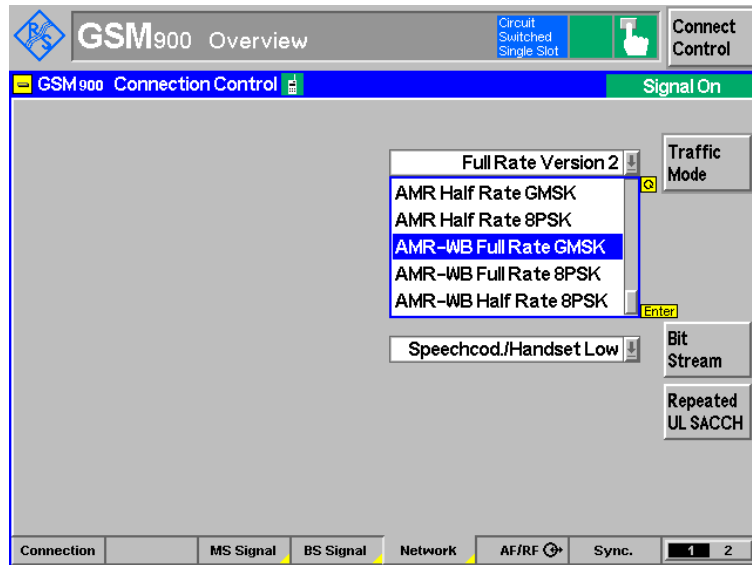 R&S
GSM900 Overview
Circuit
Switched
Single Slot
Connect
Control
GSM900 Connection Control
Signal On
Full Rate Version 2
Traffic
Mode
Q
AMR Half Rate GMSK
AMR Half Rate 8PSK
AMR-WB Full Rate GMSK
AMR-WB Full Rate 8PSK
AMR-WB Half Rate 8PSK
Enter
Speechcod./Handset Low
Bit
Stream
Repeated
UL SACCH
Connection
MS Signal
BS Signal
Network
AF/RF
Sync.
1 2